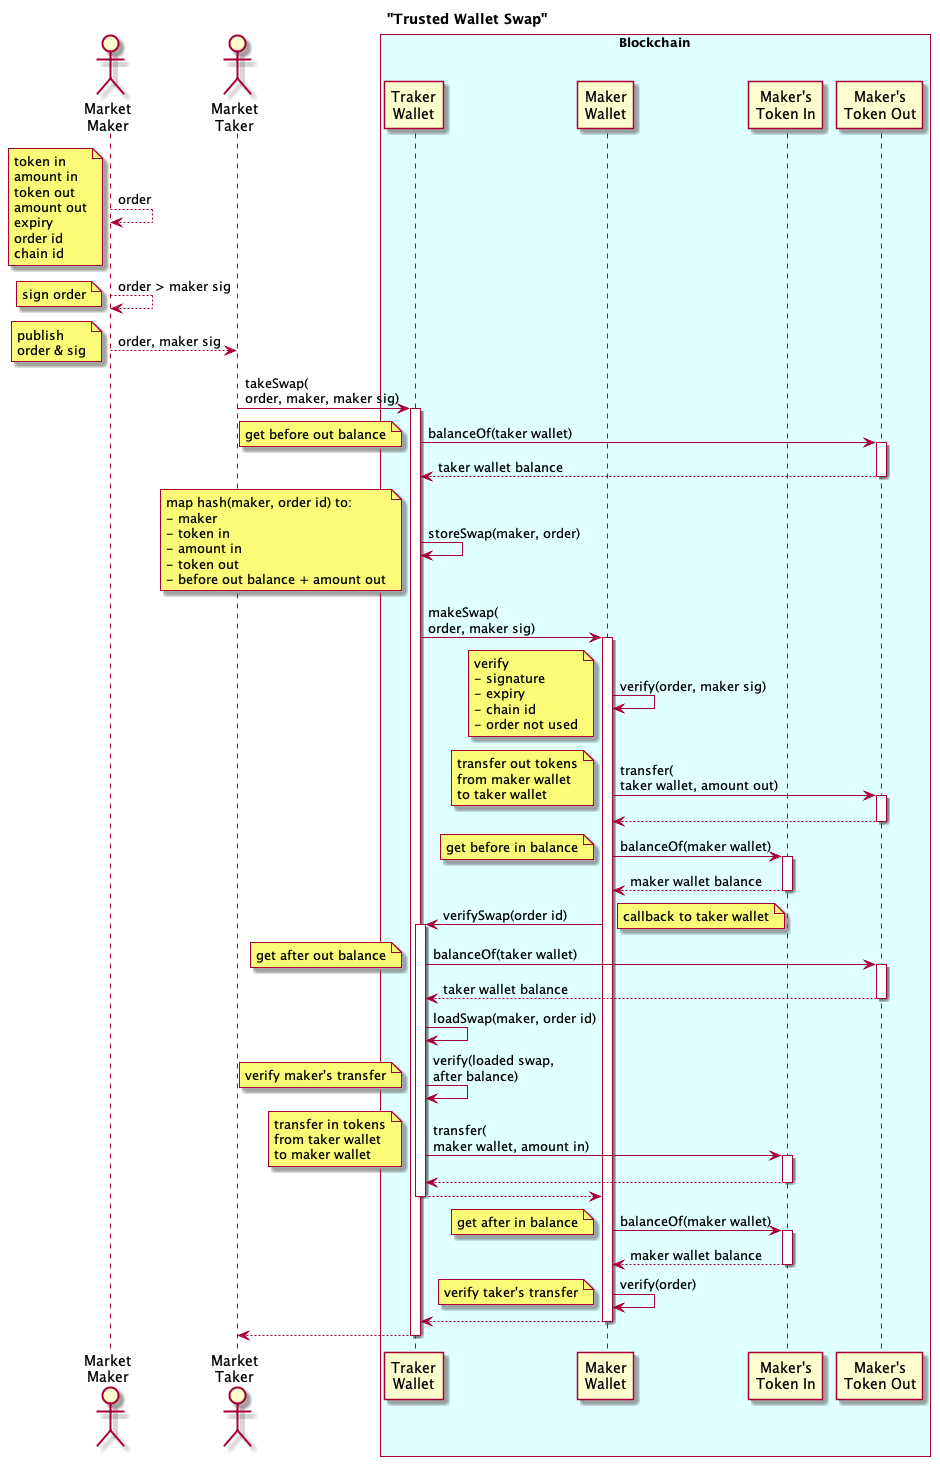 "Trusted Wallet Swap"
Blockchain
Market
Maker
Market
Taker
Traker
Wallet
Maker
Wallet
Maker's
Token In
Maker's
Token Out
token in
amount in
token out
amount out
expiry
order id
chain id
order
sign order
order > maker sig
publish
order & sig
order, maker sig
takeSwap(
order, maker, maker sig)
get before out balance
balanceOf(taker wallet)
taker wallet balance
map hash(maker, order id) to:
- maker
- token in
- amount in
- token out
- before out balance + amount out
storeSwap(maker, order)
makeSwap(
order, maker sig)
verify
- signature
- expiry
- chain id
- order not used
verify(order, maker sig)
transfer out tokens
from maker wallet
to taker wallet
transfer(
taker wallet, amount out)
get before in balance
balanceOf(maker wallet)
maker wallet balance
verifySwap(order id)
callback to taker wallet
get after out balance
balanceOf(taker wallet)
taker wallet balance
loadSwap(maker, order id)
verify maker's transfer
verify(loaded swap,
after balance)
transfer in tokens
from taker wallet
to maker wallet
transfer(
maker wallet, amount in)
get after in balance
balanceOf(maker wallet)
maker wallet balance
verify taker's transfer
verify(order)
Market
Maker
Market
Taker
Traker
Wallet
Maker
Wallet
Maker's
Token In
Maker's
Token Out